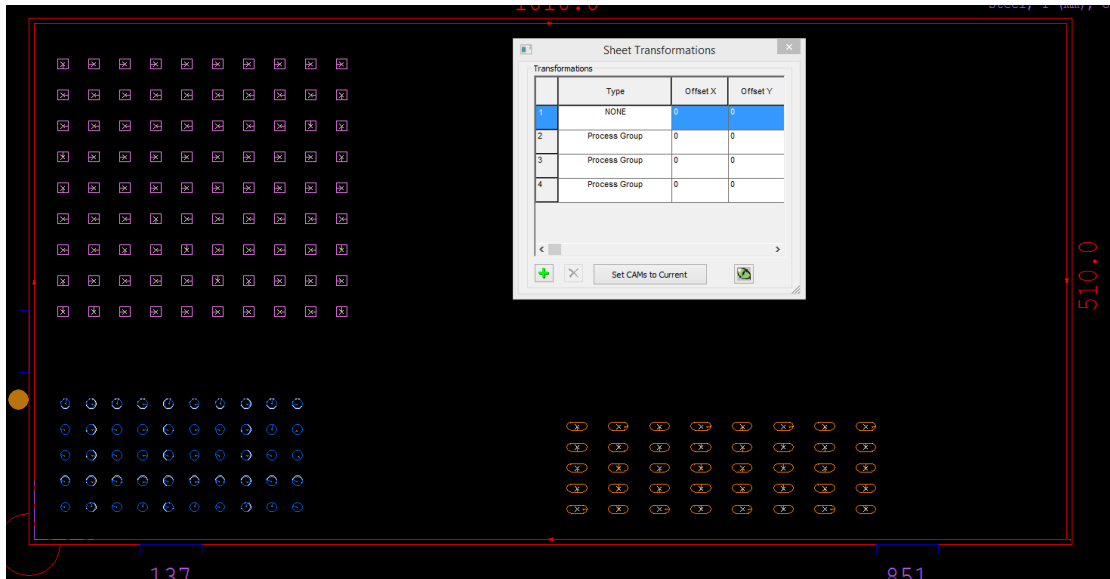 Sheet Transformations
Transformations
Type Offset X Offset Y
1 NONE 0 0
2 Process Group 0 0
3 Process Group 0 0
4 Process Group 0 0
Set CAMs to Current
510.0
137 851